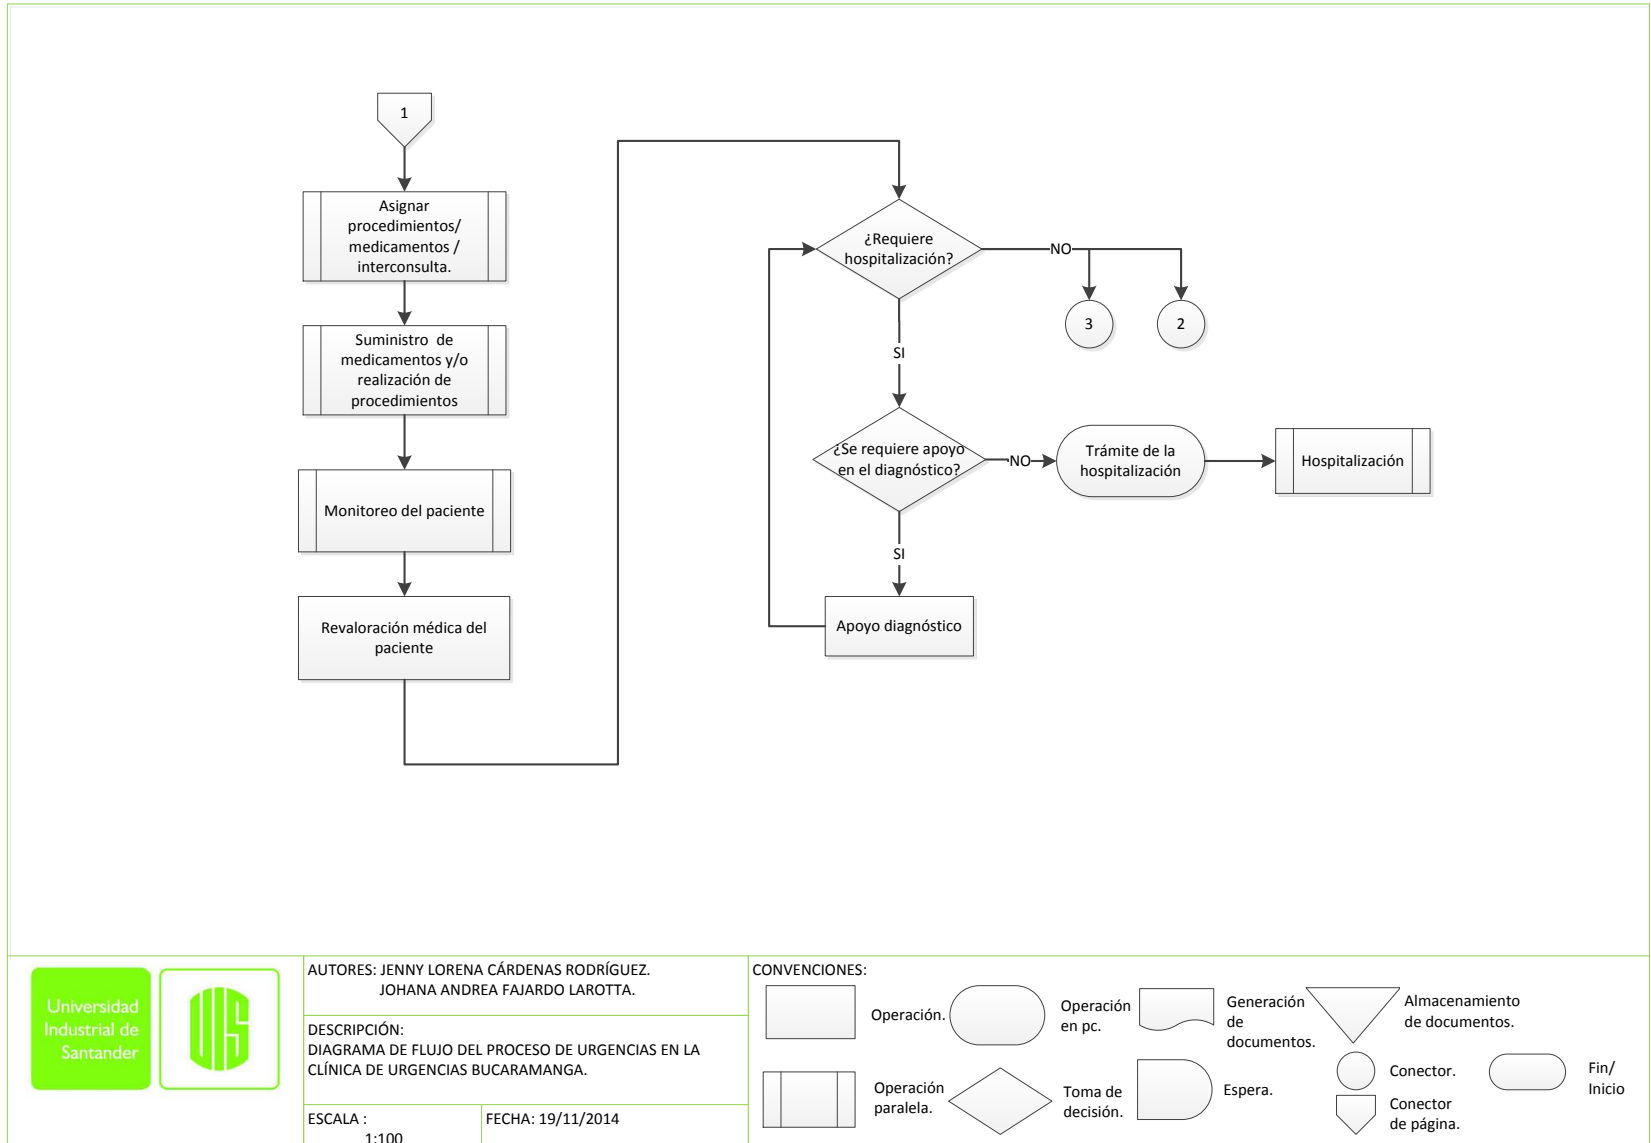 1
Asignar
procedimientos/
medicamentos /
interconsulta.
Suministro de
medicamentos y/o
realización de
procedimientos
Monitoreo del paciente
Revaloración médica del
paciente
¿Requiere
hospitalización?
NO
3
2
SI
¿Se requiere apoyo
en el diagnóstico?
NO
Trámite de la
hospitalización
Hospitalización
SI
Apoyo diagnóstico
Universidad
Industrial de
Santander
UIS
AUTORES: JENNY LORENA CÁRDENAS RODRÍGUEZ.
JOHANA ANDREA FAJARDO LAROTTA.
DESCRIPCIÓN:
DIAGRAMA DE FLUJO DEL PROCESO DE URGENCIAS EN LA
CLÍNICA DE URGENCIAS BUCARAMANGA.
ESCALA :
1:100
FECHA: 19/11/2014
CONVENCIONES:
Operación.
Operación
en pc.
Generación
de
documentos.
Almacenamiento
de documentos.
Operación
paralela.
Toma de
decisión.
Espera.
Conector.
Conector
de página.
Fin/
Inicio